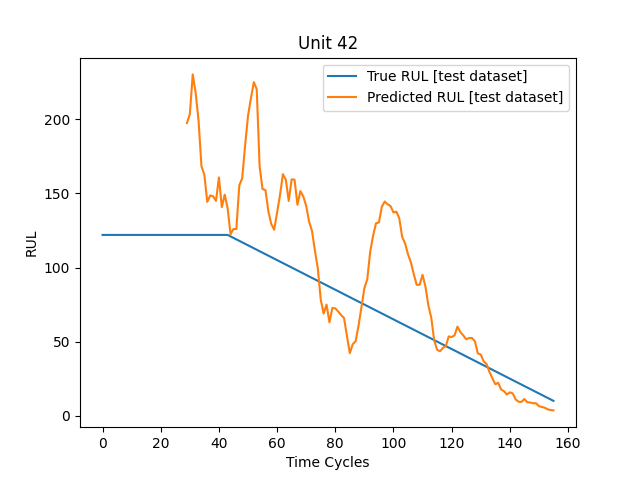 Unit 42
True RUL [test dataset]
Predicted RUL [test dataset]
RUL
200
150
100
50
0
0 20 40 60 80 100 120 140 160
Time Cycles